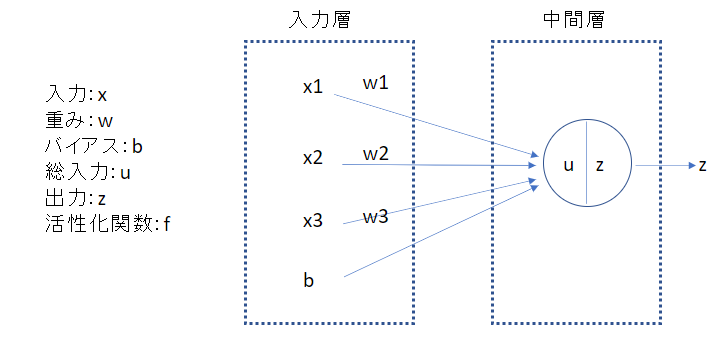 入力層
中間層
入力：x
重み：w
バイアス：b
総入力：u
出力：z
活性化関数：f
x1 w1
x2 w2
x3 w3
b
u z
z